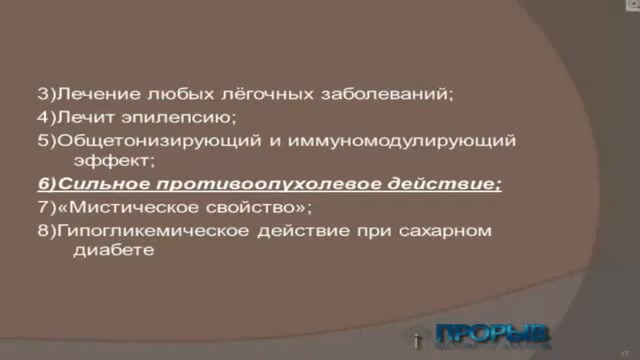 3)Лечение любых лёгочных заболеваний;
4)Лечит эпилепсию;
5)Общетонизирующий и иммуномодулирующий
эффект;
6)Сильное противоопухолевое действие;
7)«Мистическое свойство»;
8)Гипогликемическое действие при сахарном
диабете
ПРОРЫВ